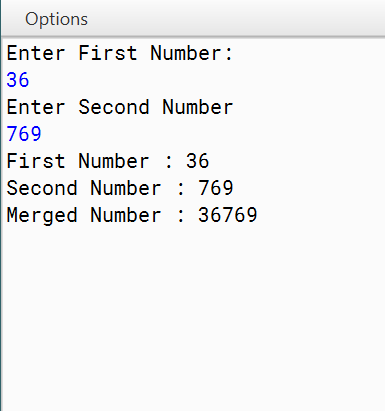 Options
Enter First Number:
36
Enter Second Number
769
First Number : 36
Second Number : 769
Merged Number : 36769